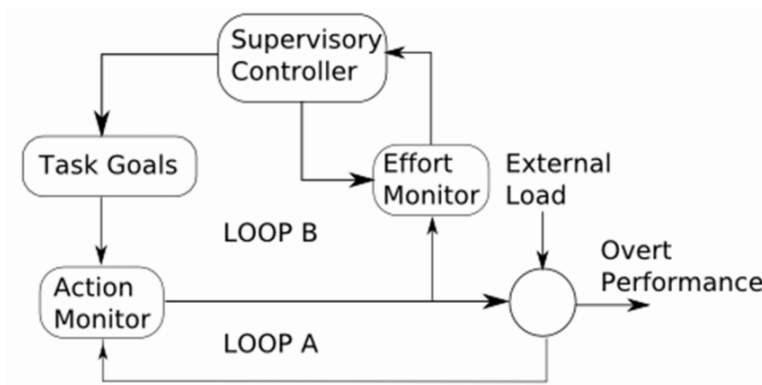 Supervisory
Controller
Task Goals
Effort
Monitor
External
Load
LOOP B
Overt
Performance
Action
Monitor
LOOP A